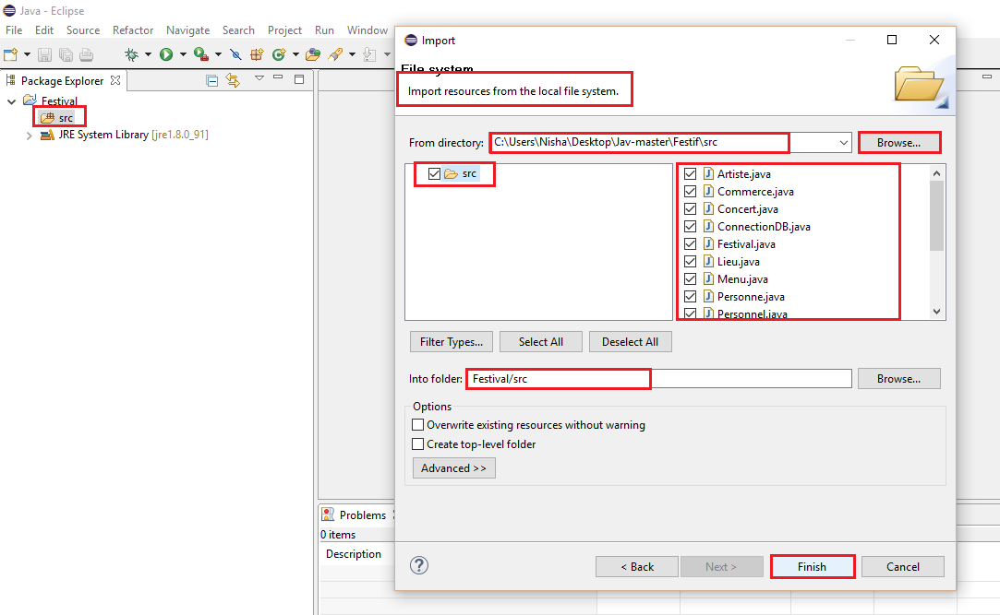 Java - Eclipse
File Edit Source Refactor Navigate Search Project Run Window
Package Explorer
Festival
src
JRE System Library [jre1.8.0_91]
Import
File system
Import resources from the local file system.
From directory: C:\Users\Nisha\Desktop\Jav-master\Festif\src Browse...
src
Artiste.java
Commerce.java
Concert.java
ConnectionDB.java
Festival.java
Lieu.java
Menu.java
Personne.java
Personnel.java
Filter Types... Select All Deselect All
Into folder: Festival/src Browse...
Options
Overwrite existing resources without warning
Create top-level folder
Advanced >>
Problems
0 items
Description
< Back Next > Finish Cancel